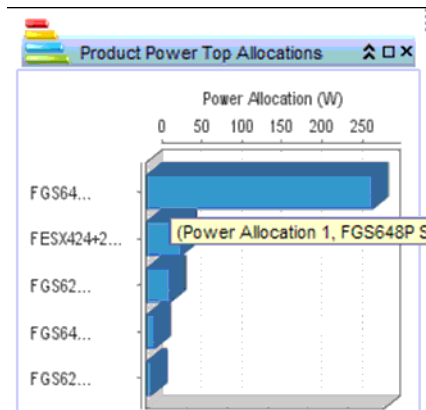 Product Power Top Allocations
Power Allocation (W)
0 50 100 150 200 250
FGS64...
FESX424+2...
(Power Allocation 1, FGS648P S
FGS62...
FGS64...
FGS62...